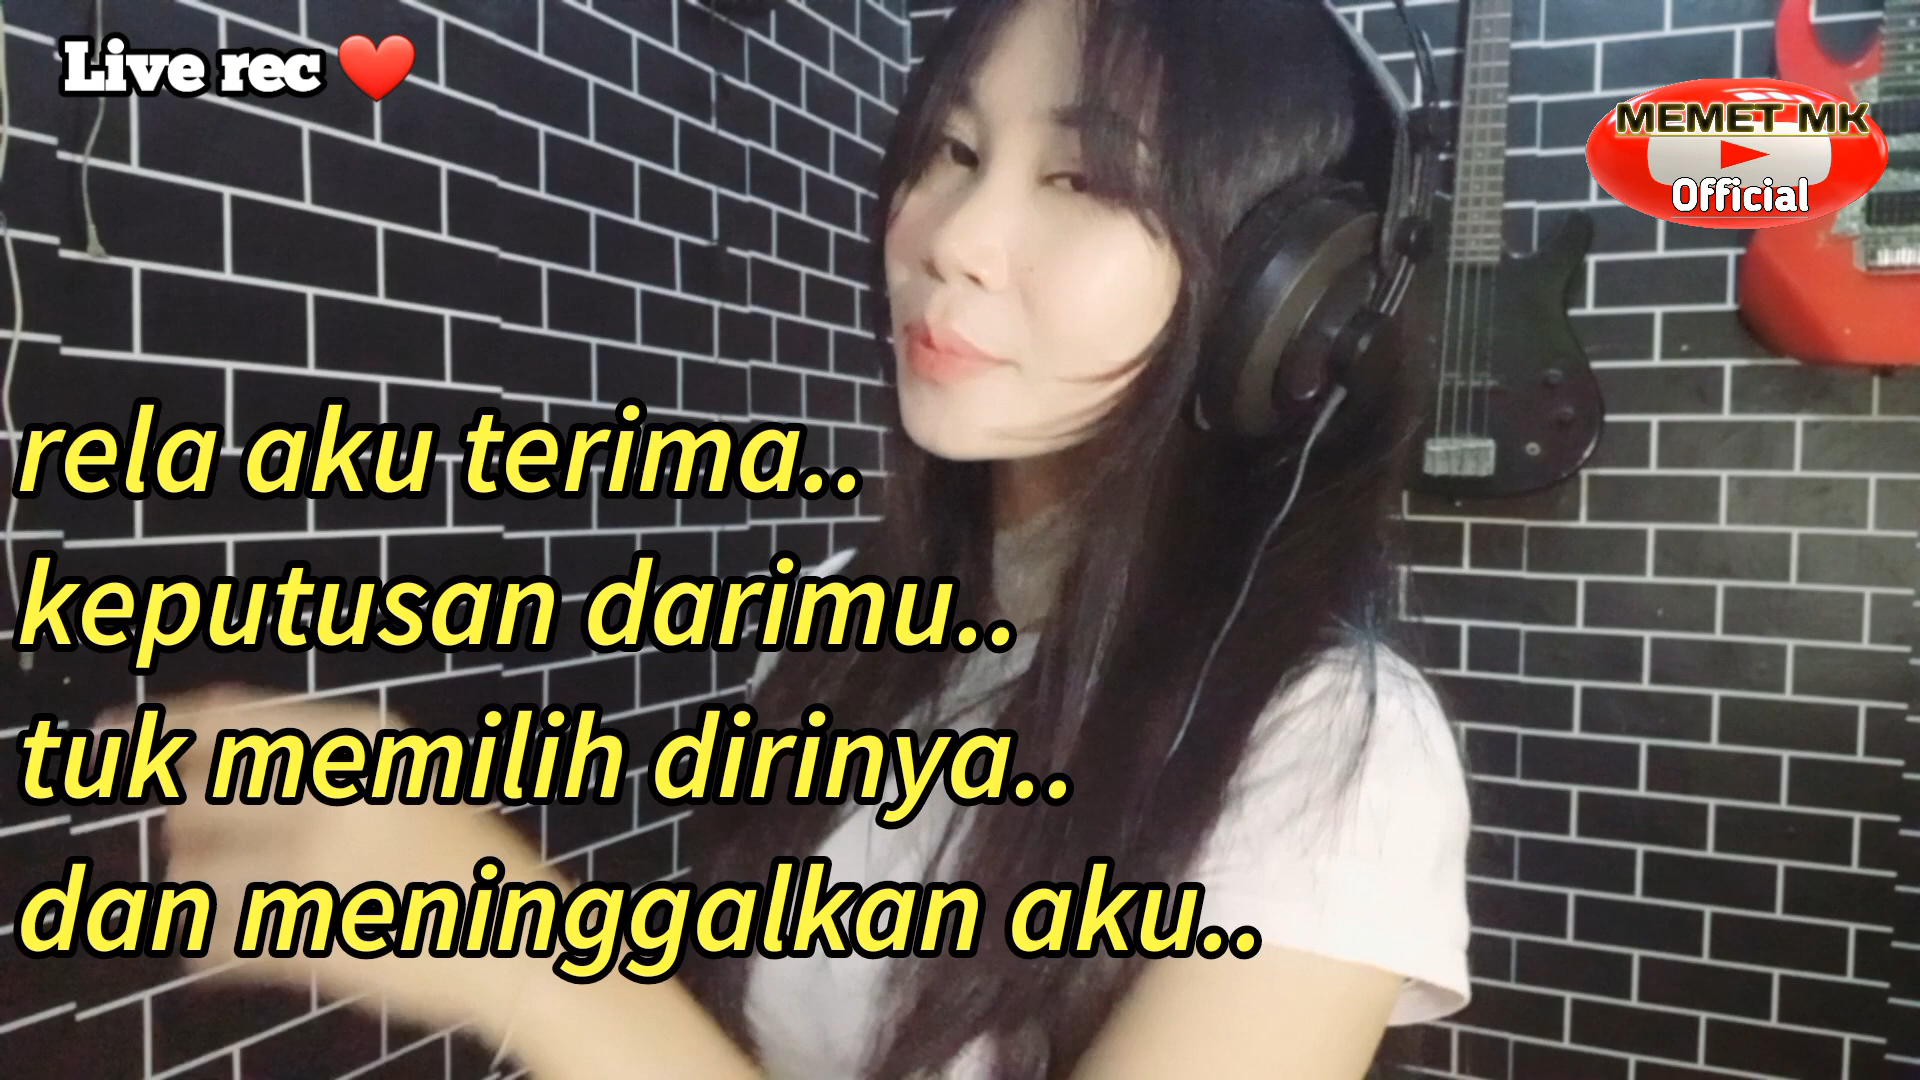 Live rec ❤️
MEMET MK
Official
rela aku terima..
keputusan darimu..
tuk memilih dirinya..
dan meninggalkan aku..